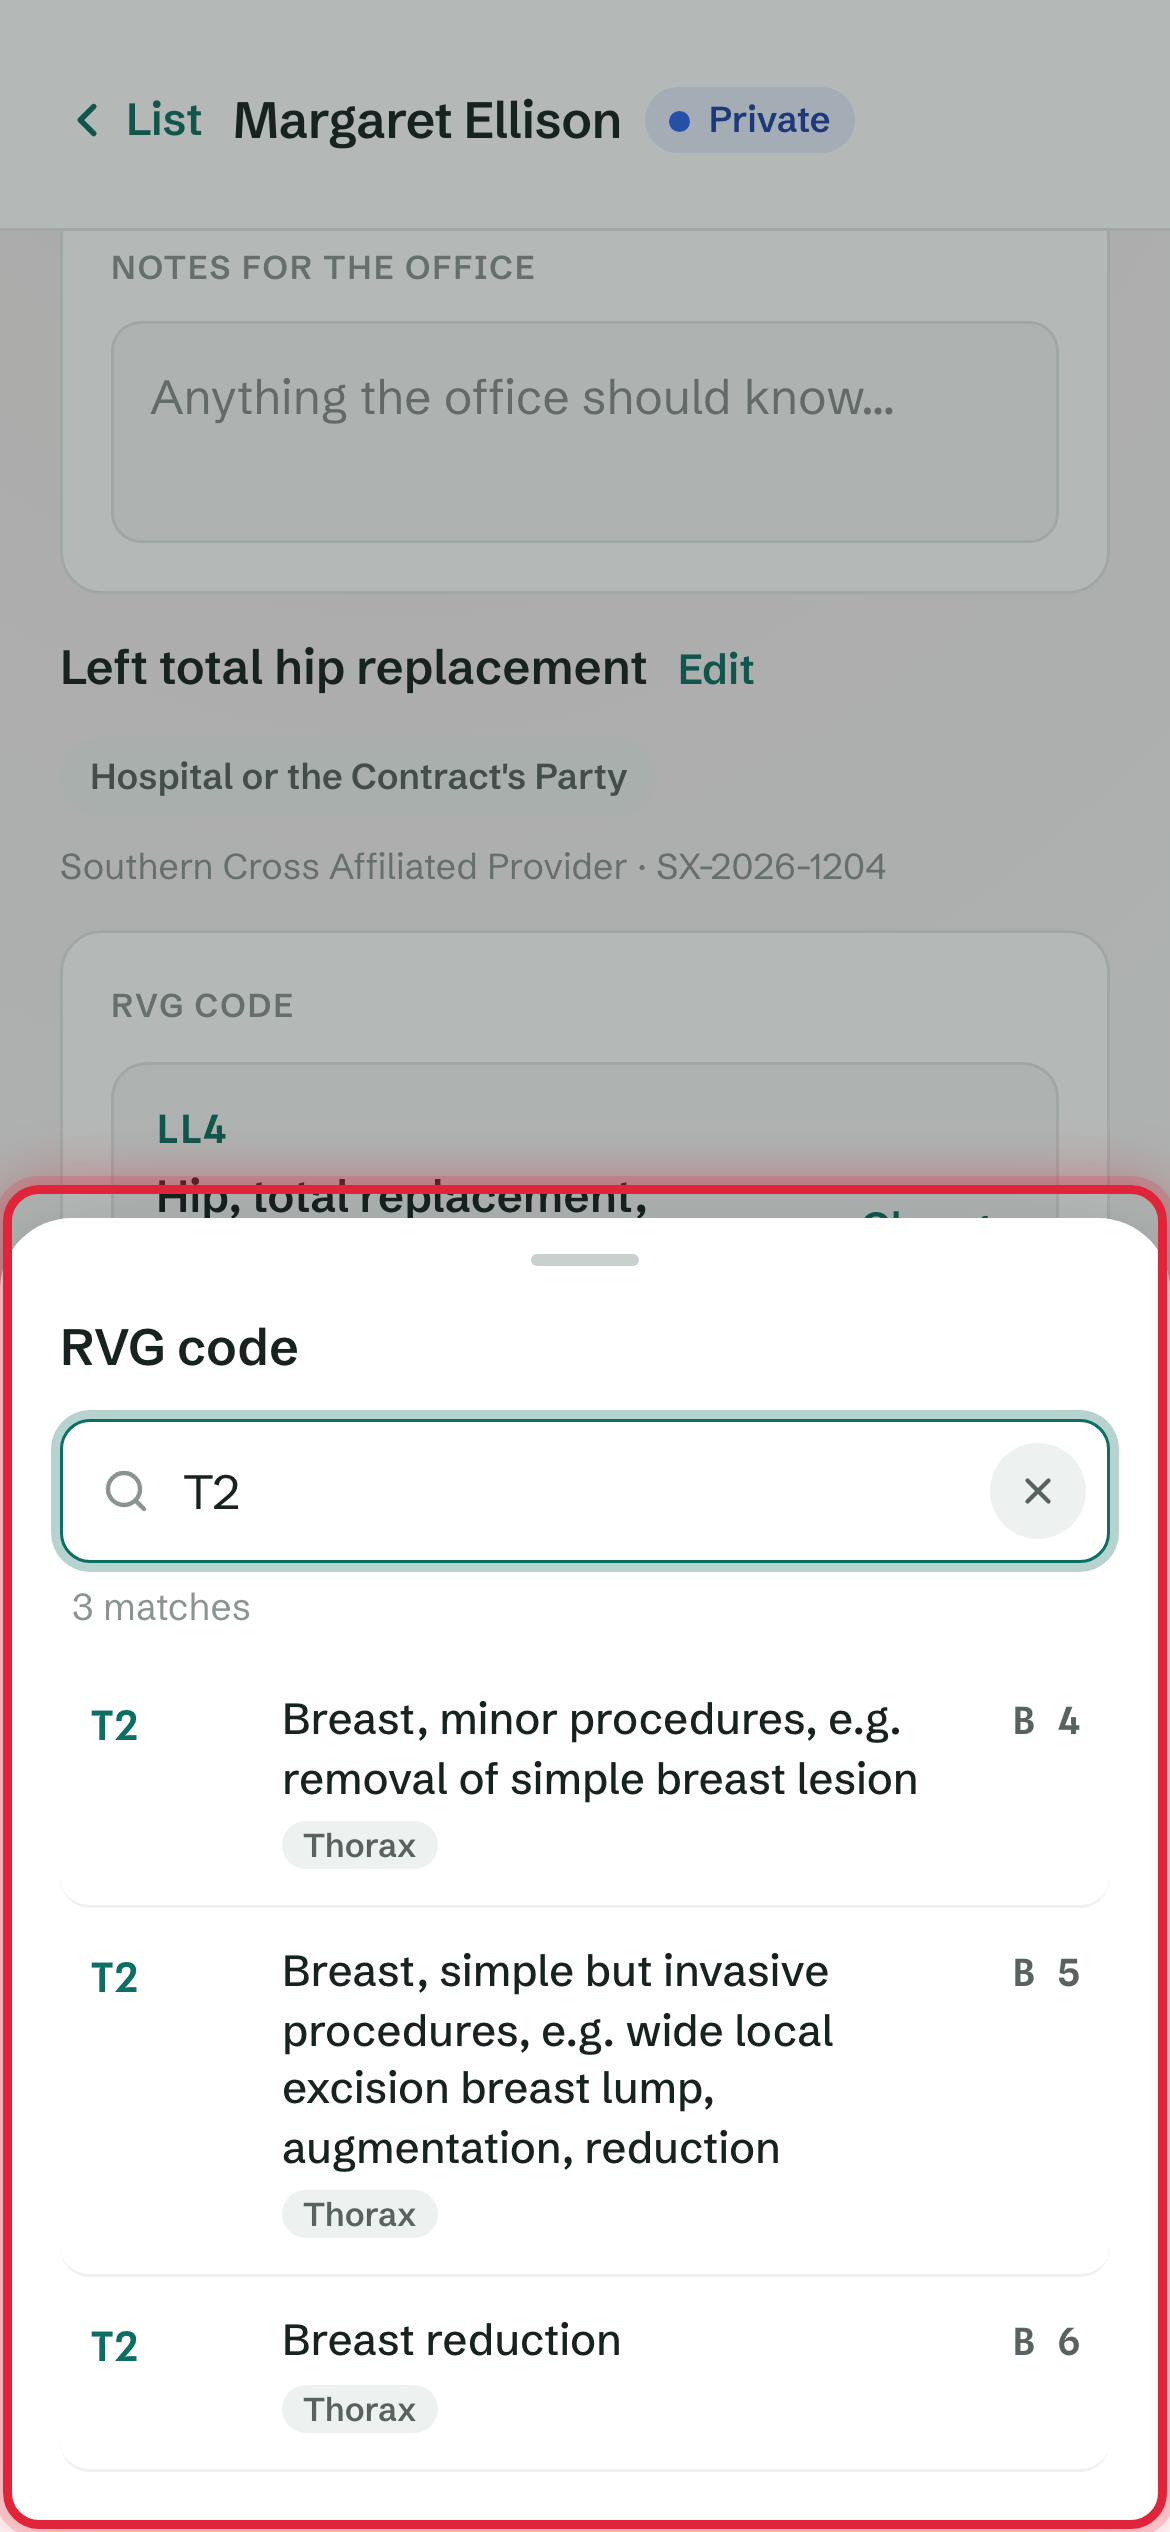 List Margaret Ellison Private
NOTES FOR THE OFFICE
Anything the office should know...
Left total hip replacement Edit
Hospital or the Contract's Party
Southern Cross Affiliated Provider · SX-2026-1204
RVG CODE
LL4
Hip, total replacement,
RVG code
T2
3 matches
T2 Breast, minor procedures, e.g. B 4
removal of simple breast lesion
Thorax
T2 Breast, simple but invasive B 5
procedures, e.g. wide local
excision breast lump,
augmentation, reduction
Thorax
T2 Breast reduction B 6
Thorax